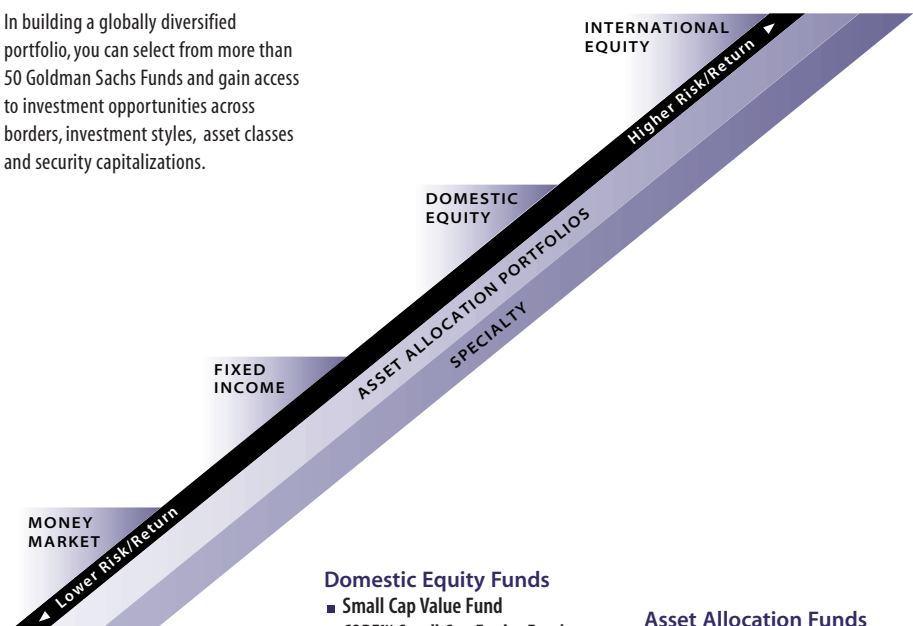 In building a globally diversified
portfolio, you can select from more than
50 Goldman Sachs Funds and gain access
to investment opportunities across
borders, investment styles, asset classes
and security capitalizations.
INTERNATIONAL
EQUITY
Higher Risk/Return
DOMESTIC
EQUITY
ASSET ALLOCATION PORTFOLIOS
SPECIALTY
FIXED
INCOME
MONEY
MARKET
Lower Risk/Return
Domestic Equity Funds
Small Cap Value Fund
Asset Allocation Funds